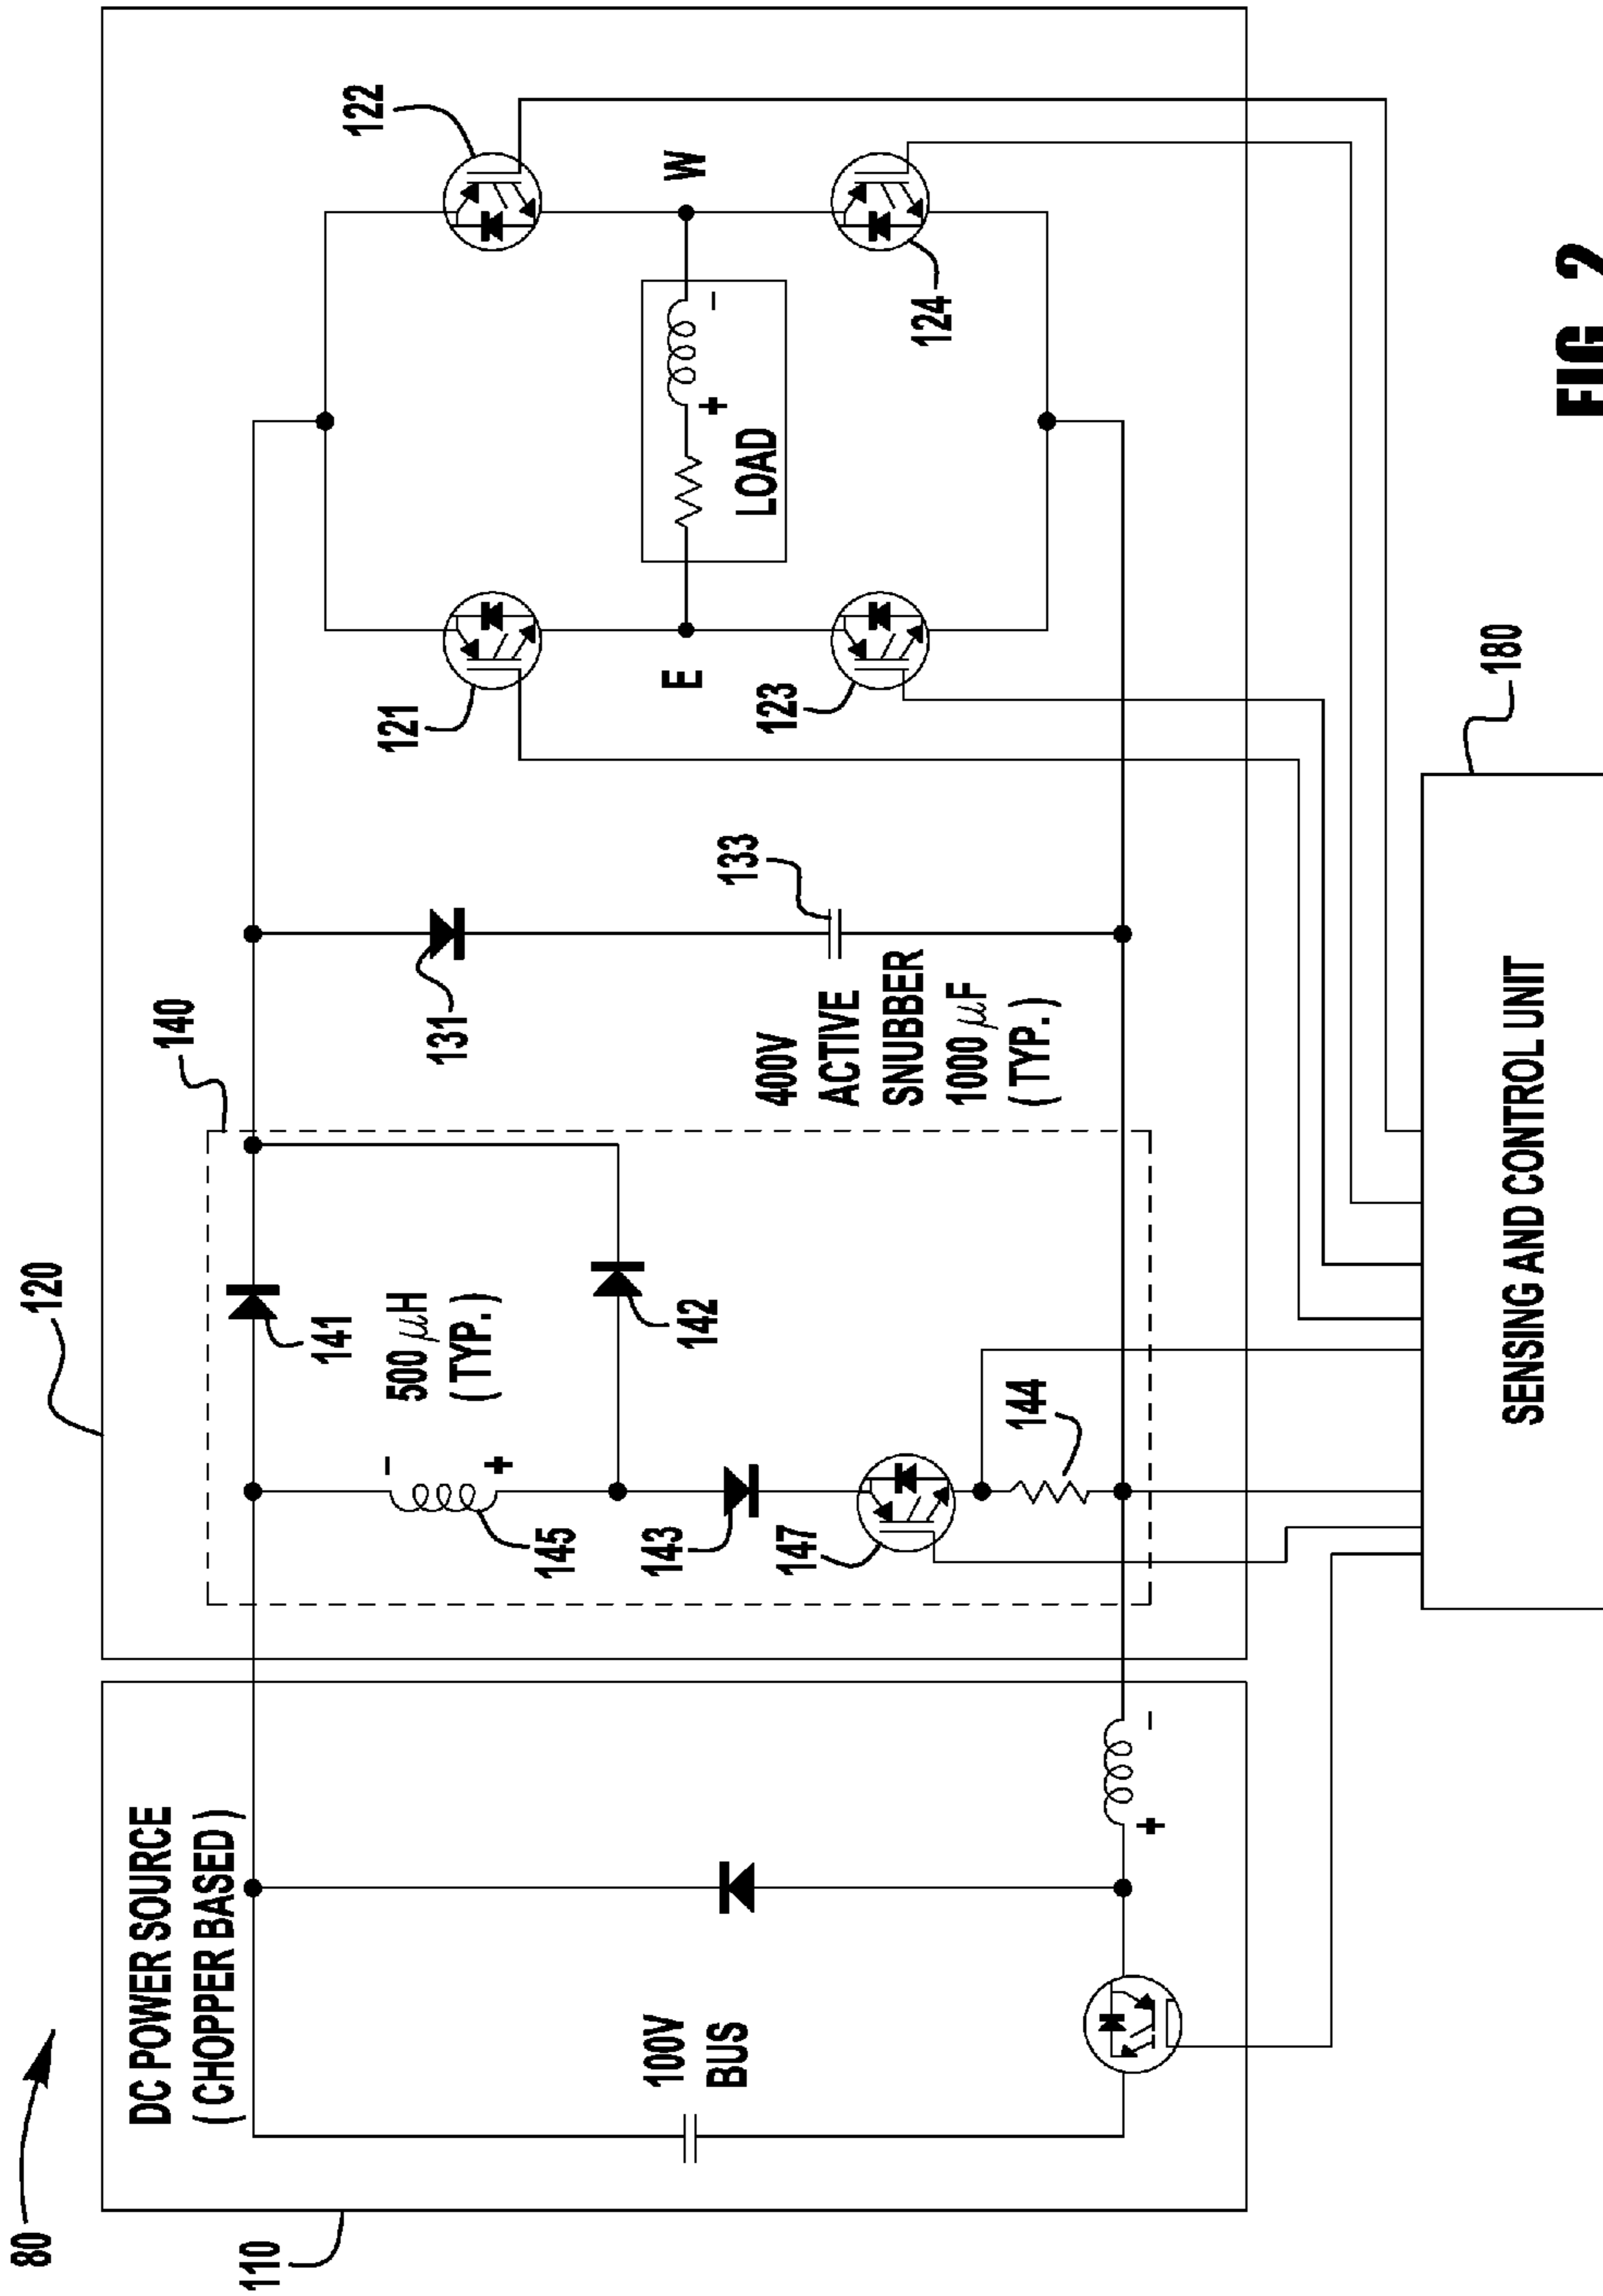 80
110
DC POWER SOURCE
(CHOPPER BASED)
100V
BUS
+
-
120
140
141
500 μH
(TYP.)
-
+
145
142
143
147
144
131
133
400V
ACTIVE
SNUBBER
1000 μF
(TYP.)
121
122
E
W
+
-
LOAD
123
124
180
SENSING AND CONTROL UNIT
FIG. 2